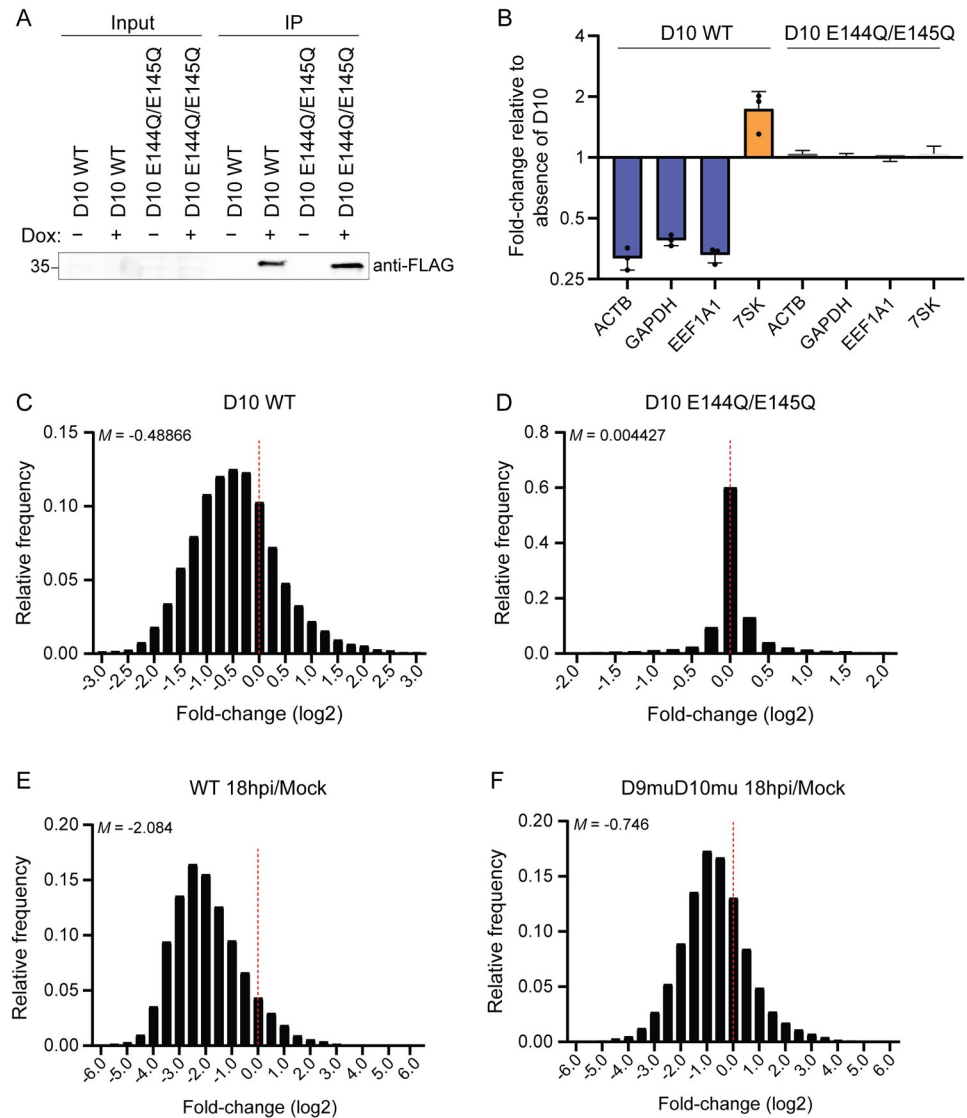 A
Input
IP
D10 WT
D10 WT
D10 E144Q/E145Q
D10 E144Q/E145Q
D10 WT
D10 WT
D10 E144Q/E145Q
D10 E144Q/E145Q
Dox: – + – + – + – +
35
anti-FLAG
B
D10 WT
D10 E144Q/E145Q
Fold-change relative to
absence of D10
4
2
1
0.5
0.25
ACTB
GAPDH
EEF1A1
7SK
ACTB
GAPDH
EEF1A1
7SK
C
D10 WT
M = -0.48866
Relative frequency
0.15
0.10
0.05
0.00
-3.0 -2.5 -2.0 -1.5 -1.0 -0.5 0.0 0.5 1.0 1.5 2.0 2.5 3.0
Fold-change (log2)
D
D10 E144Q/E145Q
M = 0.004427
Relative frequency
0.8
0.6
0.4
0.2
0.00
-2.0 -1.5 -1.0 -0.5 0.0 0.5 1.0 1.5 2.0
Fold-change (log2)
E
WT 18hpi/Mock
M = -2.084
Relative frequency
0.20
0.15
0.10
0.05
0.00
-6.0 -5.0 -4.0 -3.0 -2.0 -1.0 0.0 1.0 2.0 3.0 4.0 5.0 6.0
Fold-change (log2)
F
D9muD10mu 18hpi/Mock
M = -0.746
Relative frequency
0.20
0.15
0.10
0.05
0.00
-6.0 -5.0 -4.0 -3.0 -2.0 -1.0 0.0 1.0 2.0 3.0 4.0 5.0 6.0
Fold-change (log2)